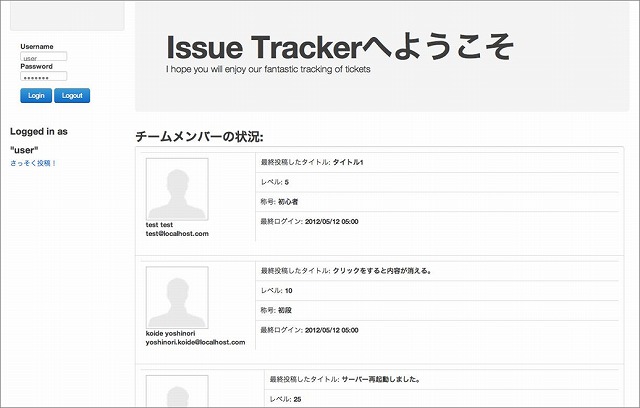 Username
user
Password
•••••••
Login Logout
Logged in as
"user"
さっそく投稿！
Issue Trackerへようこそ
I hope you will enjoy our fantastic tracking of tickets
チームメンバーの状況:
test test
test@localhost.com
最終投稿したタイトル: タイトル1
レベル: 5
称号: 初心者
最終ログイン: 2012/05/12 05:00
koide yoshinori
yoshinori.koide@localhost.com
最終投稿したタイトル: クリックをすると内容が消える。
レベル: 10
称号: 初段
最終ログイン: 2012/05/12 05:00
最終投稿したタイトル: サーバー再起動しました。
レベル: 25